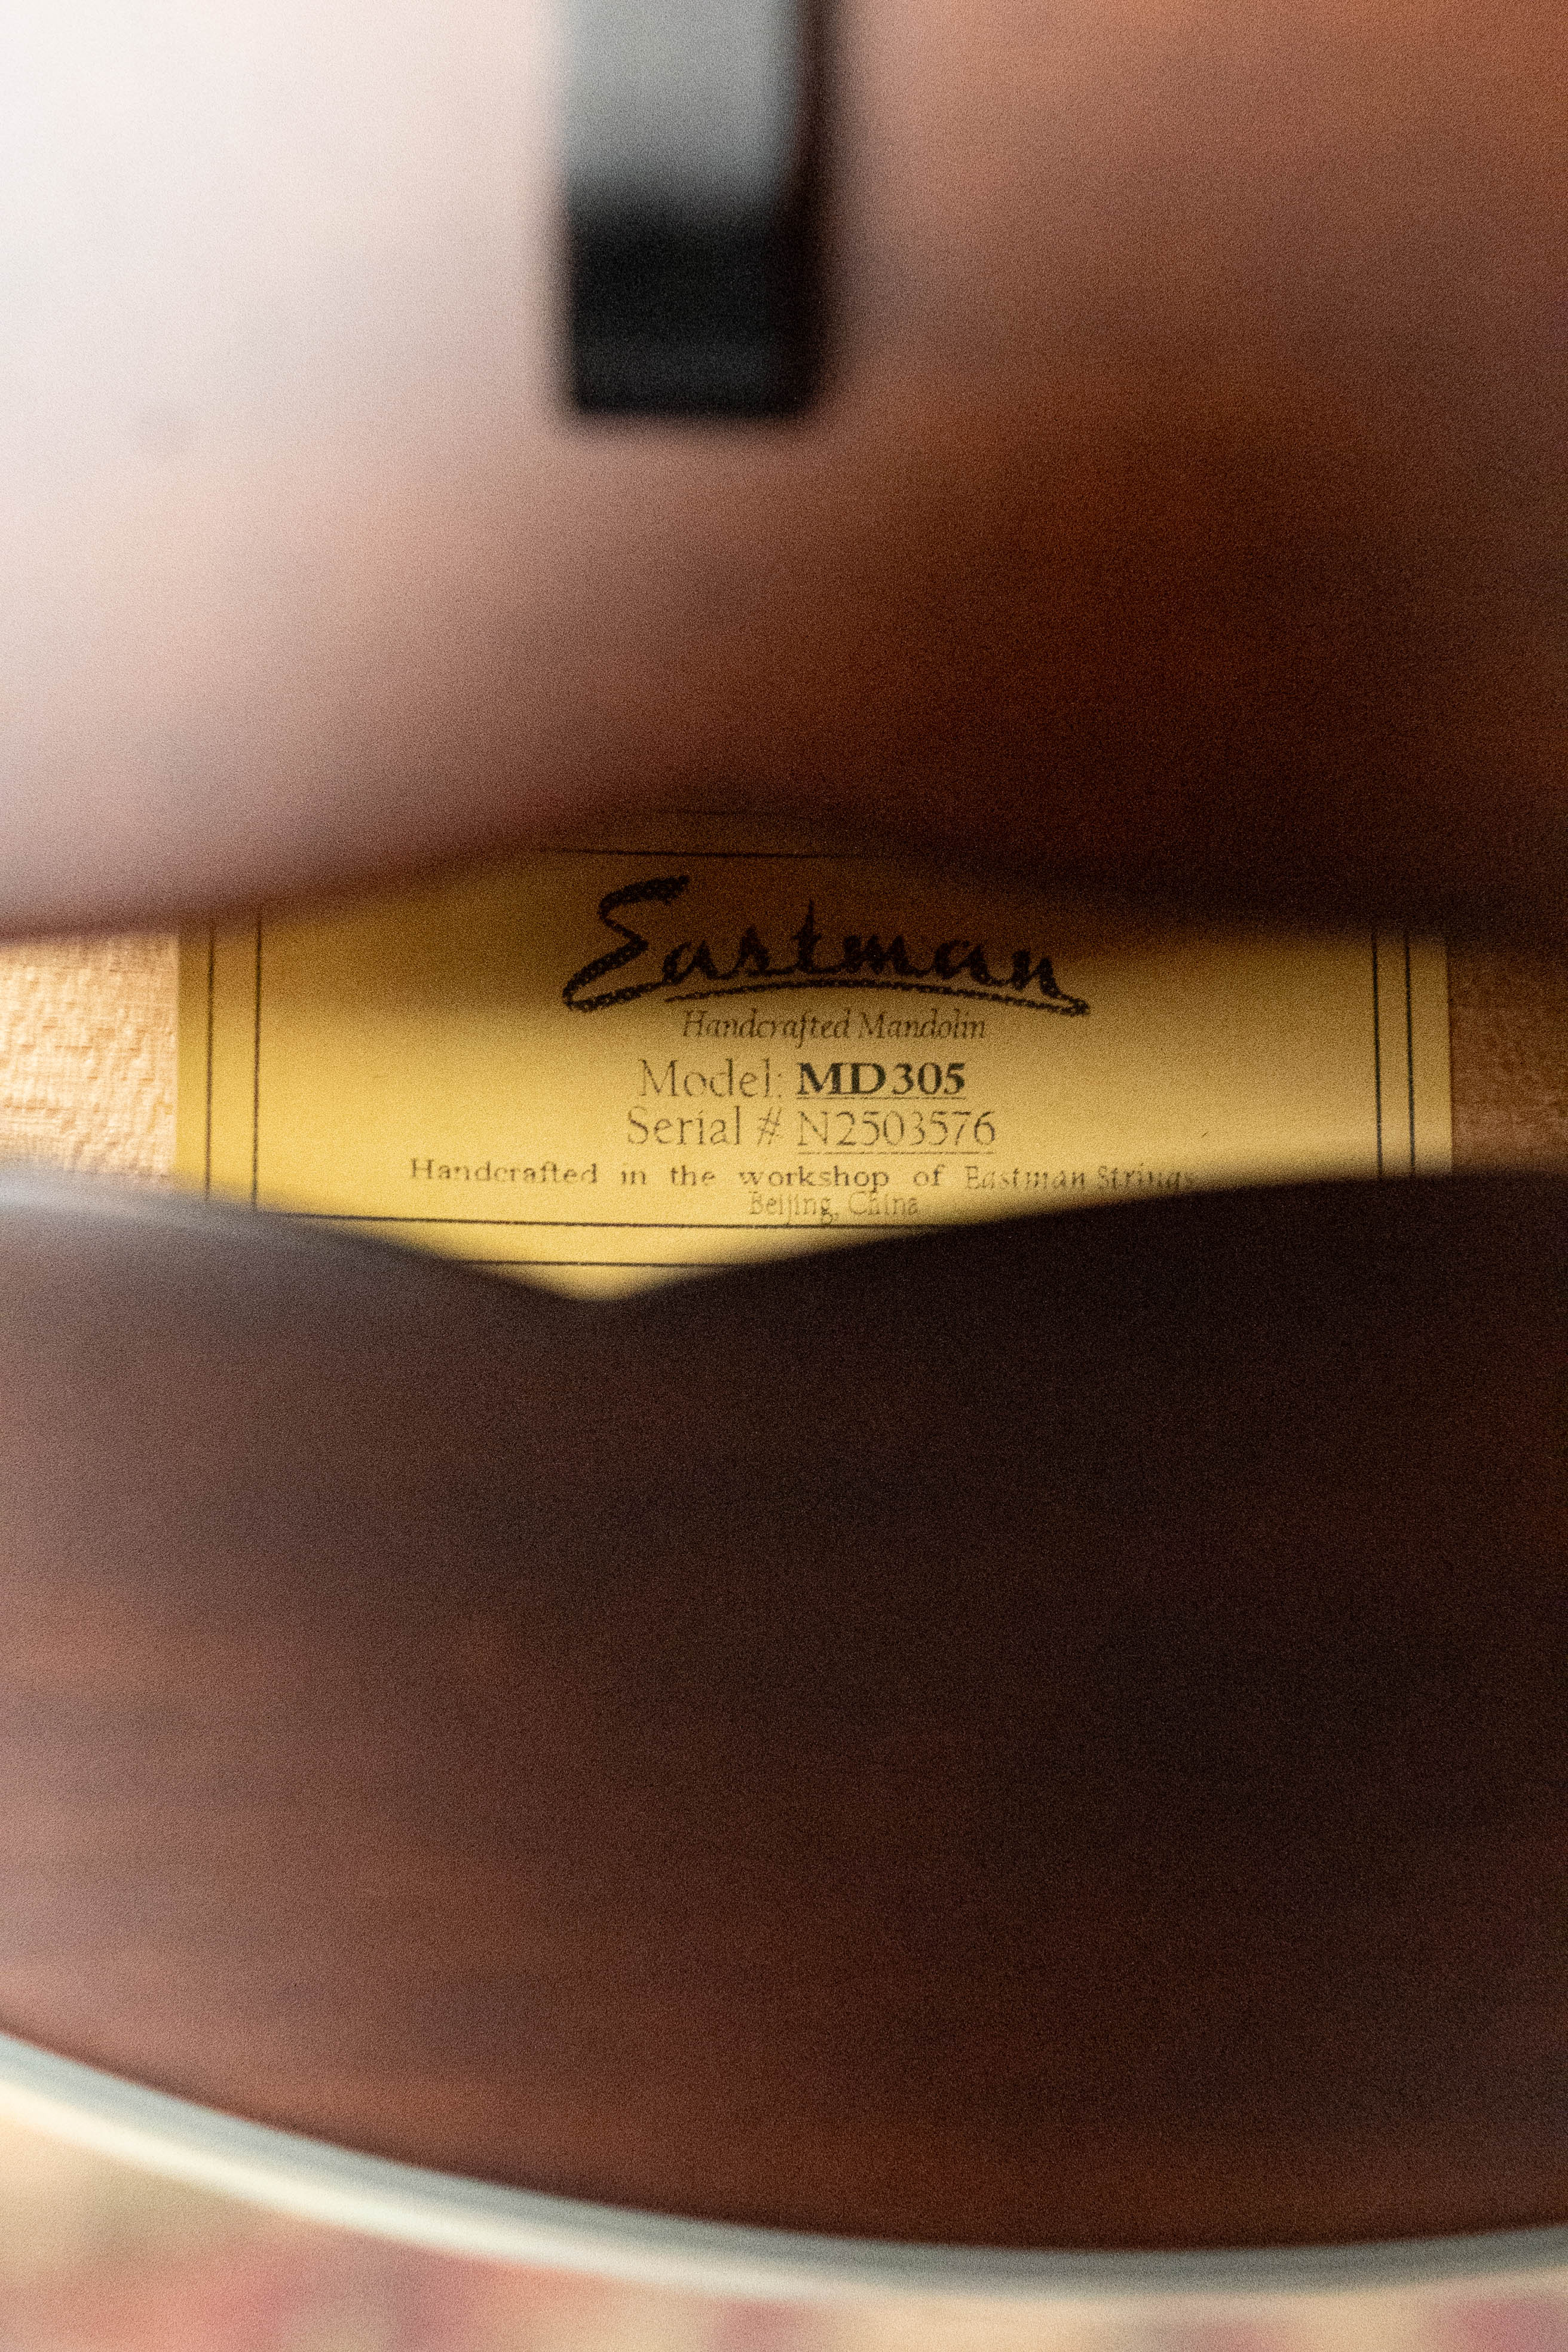 Eastman
Handcrafted Mandolin
Model: MD305
Serial # N2503576
Handcrafted in the workshop of Eastman Strings
Beijing, China